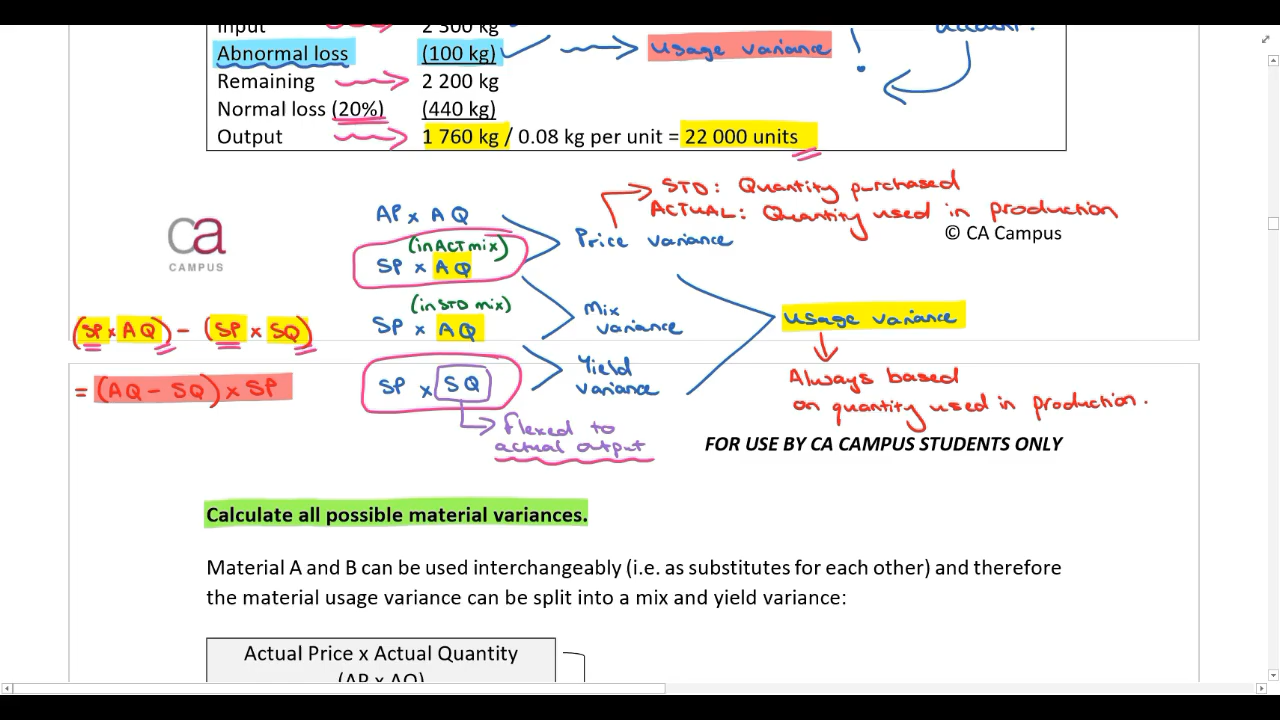 Input 2 300 kg
account!
Abnormal loss (100 kg) usage variance !
Remaining 2 200 kg
Normal loss (20%) (440 kg)
Output 1 760 kg / 0.08 kg per unit = 22 000 units
STD: Quantity purchased
AP x AQ ACTUAL: Quantity used in production
ca Price variance © CA Campus
CAMPUS
(in ACT mix)
SP x AQ
(in STD mix) Mix
(SP x AQ) - (SP x SQ) SP x AQ variance usage variance
= (AQ - SQ) x SP SP x SQ Yield
variance Always based
on quantity used in production.
flexed to
actual output FOR USE BY CA CAMPUS STUDENTS ONLY
Calculate all possible material variances.
Material A and B can be used interchangeably (i.e. as substitutes for each other) and therefore
the material usage variance can be split into a mix and yield variance:
Actual Price x Actual Quantity
(AP x AQ)